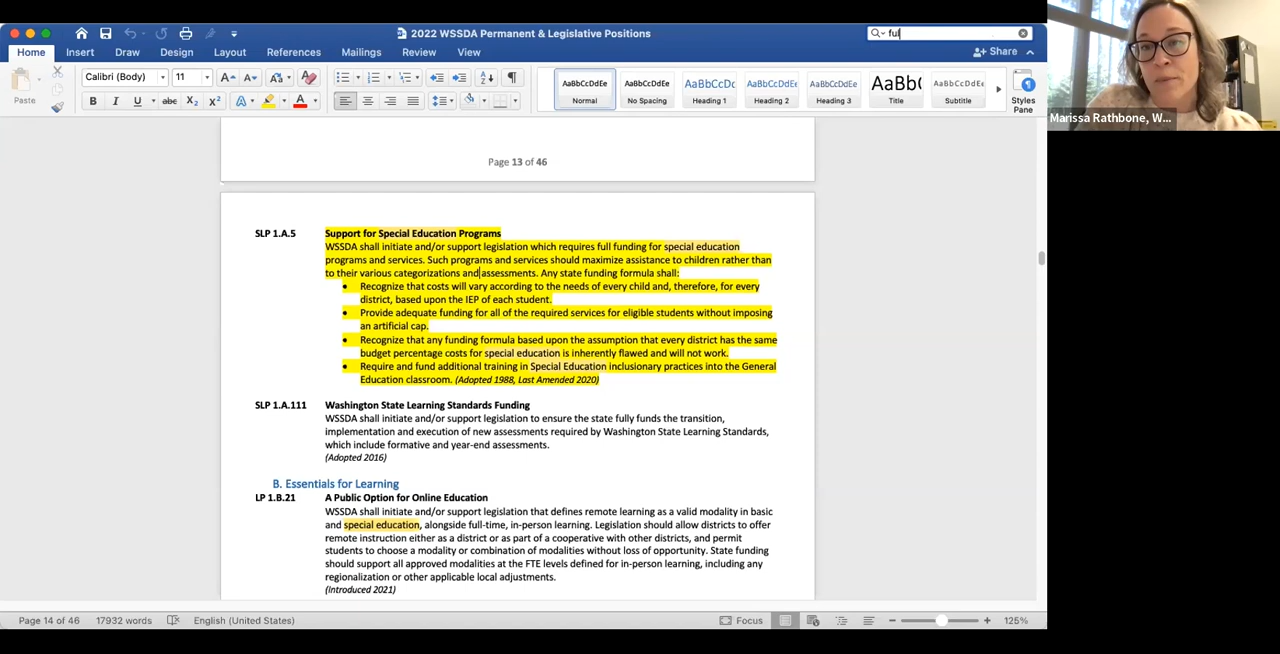 2022 WSSDA Permanent & Legislative Positions
ful
Home Insert Draw Design Layout References Mailings Review View
Share
Paste
Calibri (Body) 11
AaBbCcDdEe AaBbCcDdEe AaBbCcDc AaBbCcDdEe AaBbCcDdEe AaBb( AaBbCcDdEe
Normal No Spacing Heading 1 Heading 2 Heading 3 Title Subtitle
Styles
Pane
Marissa Rathbone, W...
Page 13 of 46
SLP 1.A.5 Support for Special Education Programs
WSSDA shall initiate and/or support legislation which requires full funding for special education
programs and services. Such programs and services should maximize assistance to children rather than
to their various categorizations and assessments. Any state funding formula shall:
• Recognize that costs will vary according to the needs of every child and, therefore, for every
district, based upon the IEP of each student.
• Provide adequate funding for all of the required services for eligible students without imposing
an artificial cap.
• Recognize that any funding formula based upon the assumption that every district has the same
budget percentage costs for special education is inherently flawed and will not work.
• Require and fund additional training in Special Education inclusionary practices into the General
Education classroom. (Adopted 1988, Last Amended 2020)
SLP 1.A.111 Washington State Learning Standards Funding
WSSDA shall initiate and/or support legislation to ensure the state fully funds the transition,
implementation and execution of new assessments required by Washington State Learning Standards,
which include formative and year-end assessments.
(Adopted 2016)
B. Essentials for Learning
LP 1.B.21 A Public Option for Online Education
WSSDA shall initiate and/or support legislation that defines remote learning as a valid modality in basic
and special education, alongside full-time, in-person learning. Legislation should allow districts to offer
remote instruction either as a district or as part of a cooperative with other districts, and permit
students to choose a modality or combination of modalities without loss of opportunity. State funding
should support all approved modalities at the FTE levels defined for in-person learning, including any
regionalization or other applicable local adjustments.
(Introduced 2021)
Page 14 of 46 17932 words English (United States) Focus 125%